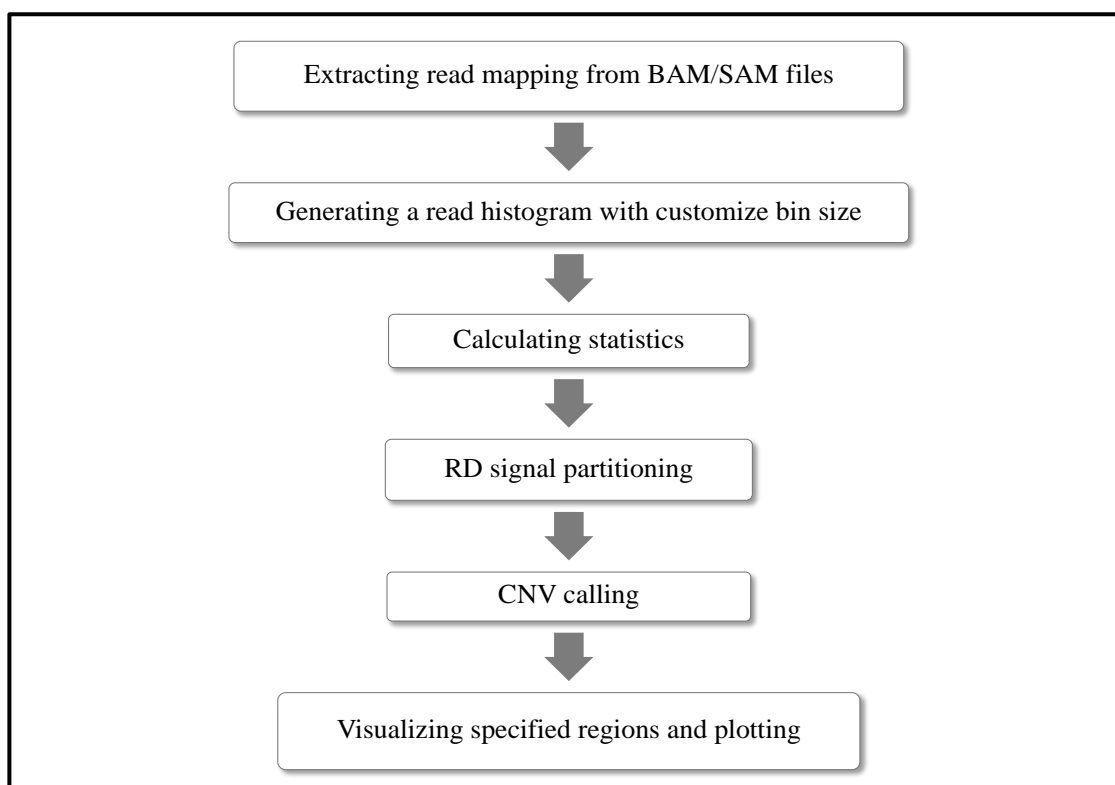 Extracting read mapping from BAM/SAM files
Generating a read histogram with customize bin size
Calculating statistics
RD signal partitioning
CNV calling
Visualizing specified regions and plotting